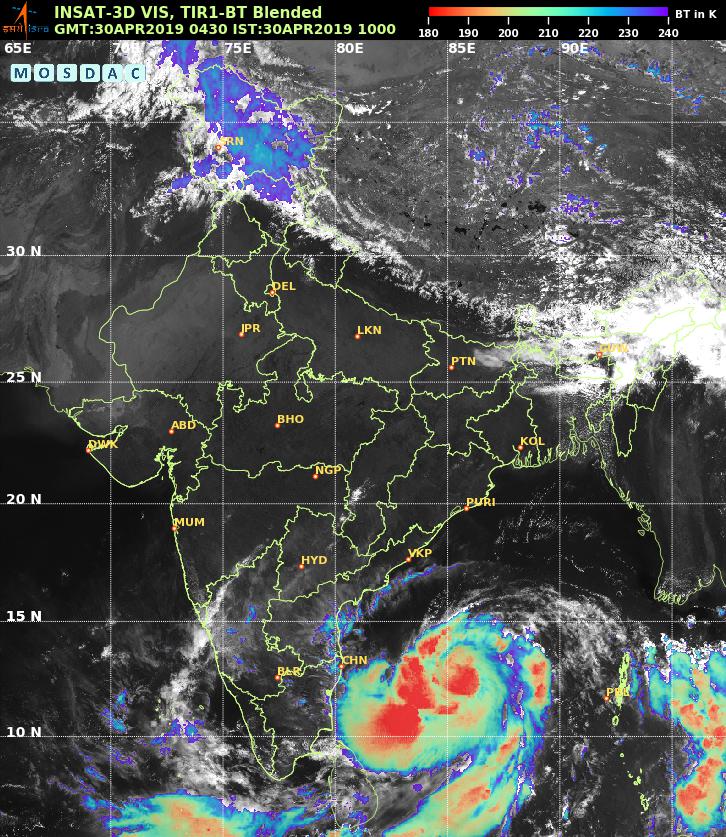 INSAT-3D VIS, TIR1-BT Blended
GMT:30APR2019 0430 IST:30APR2019 1000
BT in K
180 190 200 210 220 230 240
65E 70E 75E 80E 85E 90E
MOSDAC
SRN
30 N
DEL
JPR
LKN
PTN
25 N
ABD
BHO
DWK
KOL
NGP
20 N
PURI
MUM
VKP
HYD
15 N
CHN
BLR
PBL
10 N